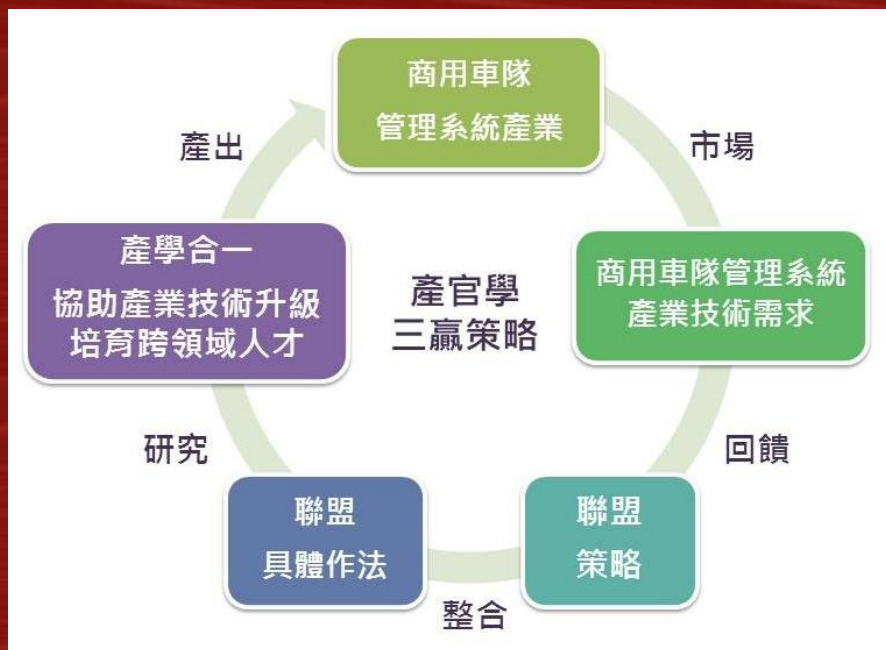 商用車隊
管理系統產業
產出
市場
產學合一
協助產業技術升級
培育跨領域人才
產官學
三贏策略
商用車隊管理系統
產業技術需求
研究
回饋
聯盟
具體作法
聯盟
策略
整合